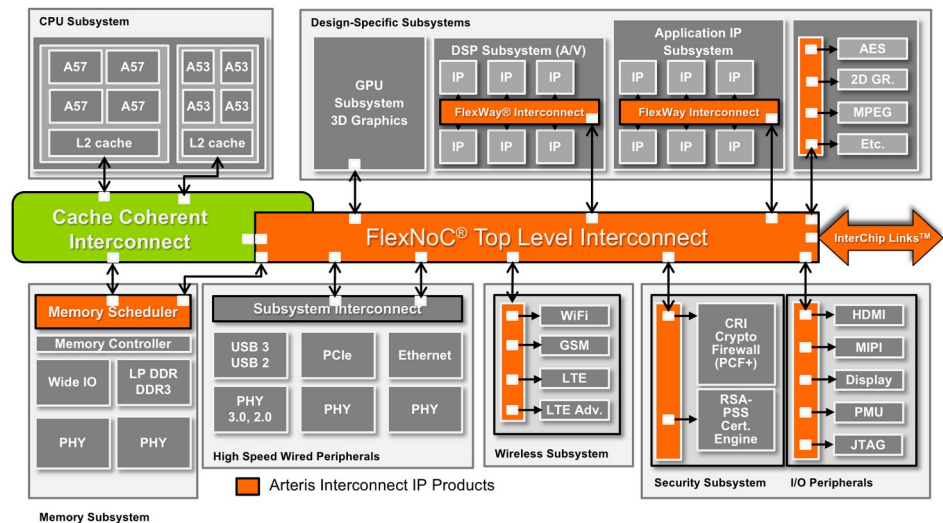 CPU Subsystem
A57 A57 A53 A53
A57 A57 A53 A53
L2 cache L2 cache
Design-Specific Subsystems
GPU
Subsystem
3D Graphics
DSP Subsystem (A/V)
IP IP IP
FlexWay® Interconnect
IP IP IP
Application IP
Subsystem
IP IP IP
FlexWay Interconnect
IP IP IP
AES
2D GR.
MPEG
Etc.
Cache Coherent
Interconnect
FlexNoC® Top Level Interconnect
InterChip Links™
Memory Scheduler
Memory Controller
Wide IO
LP DDR
DDR3
PHY PHY
Memory Subsystem
Subsystem Interconnect
USB 3
USB 2
PCIe
Ethernet
PHY
3.0, 2.0
PHY
PHY
High Speed Wired Peripherals
WiFi
GSM
LTE
LTE Adv.
Wireless Subsystem
CRI
Crypto
Firewall
(PCF+)
RSA-
PSS
Cert.
Engine
Security Subsystem
HDMI
MIPI
Display
PMU
JTAG
I/O Peripherals
Arteris Interconnect IP Products